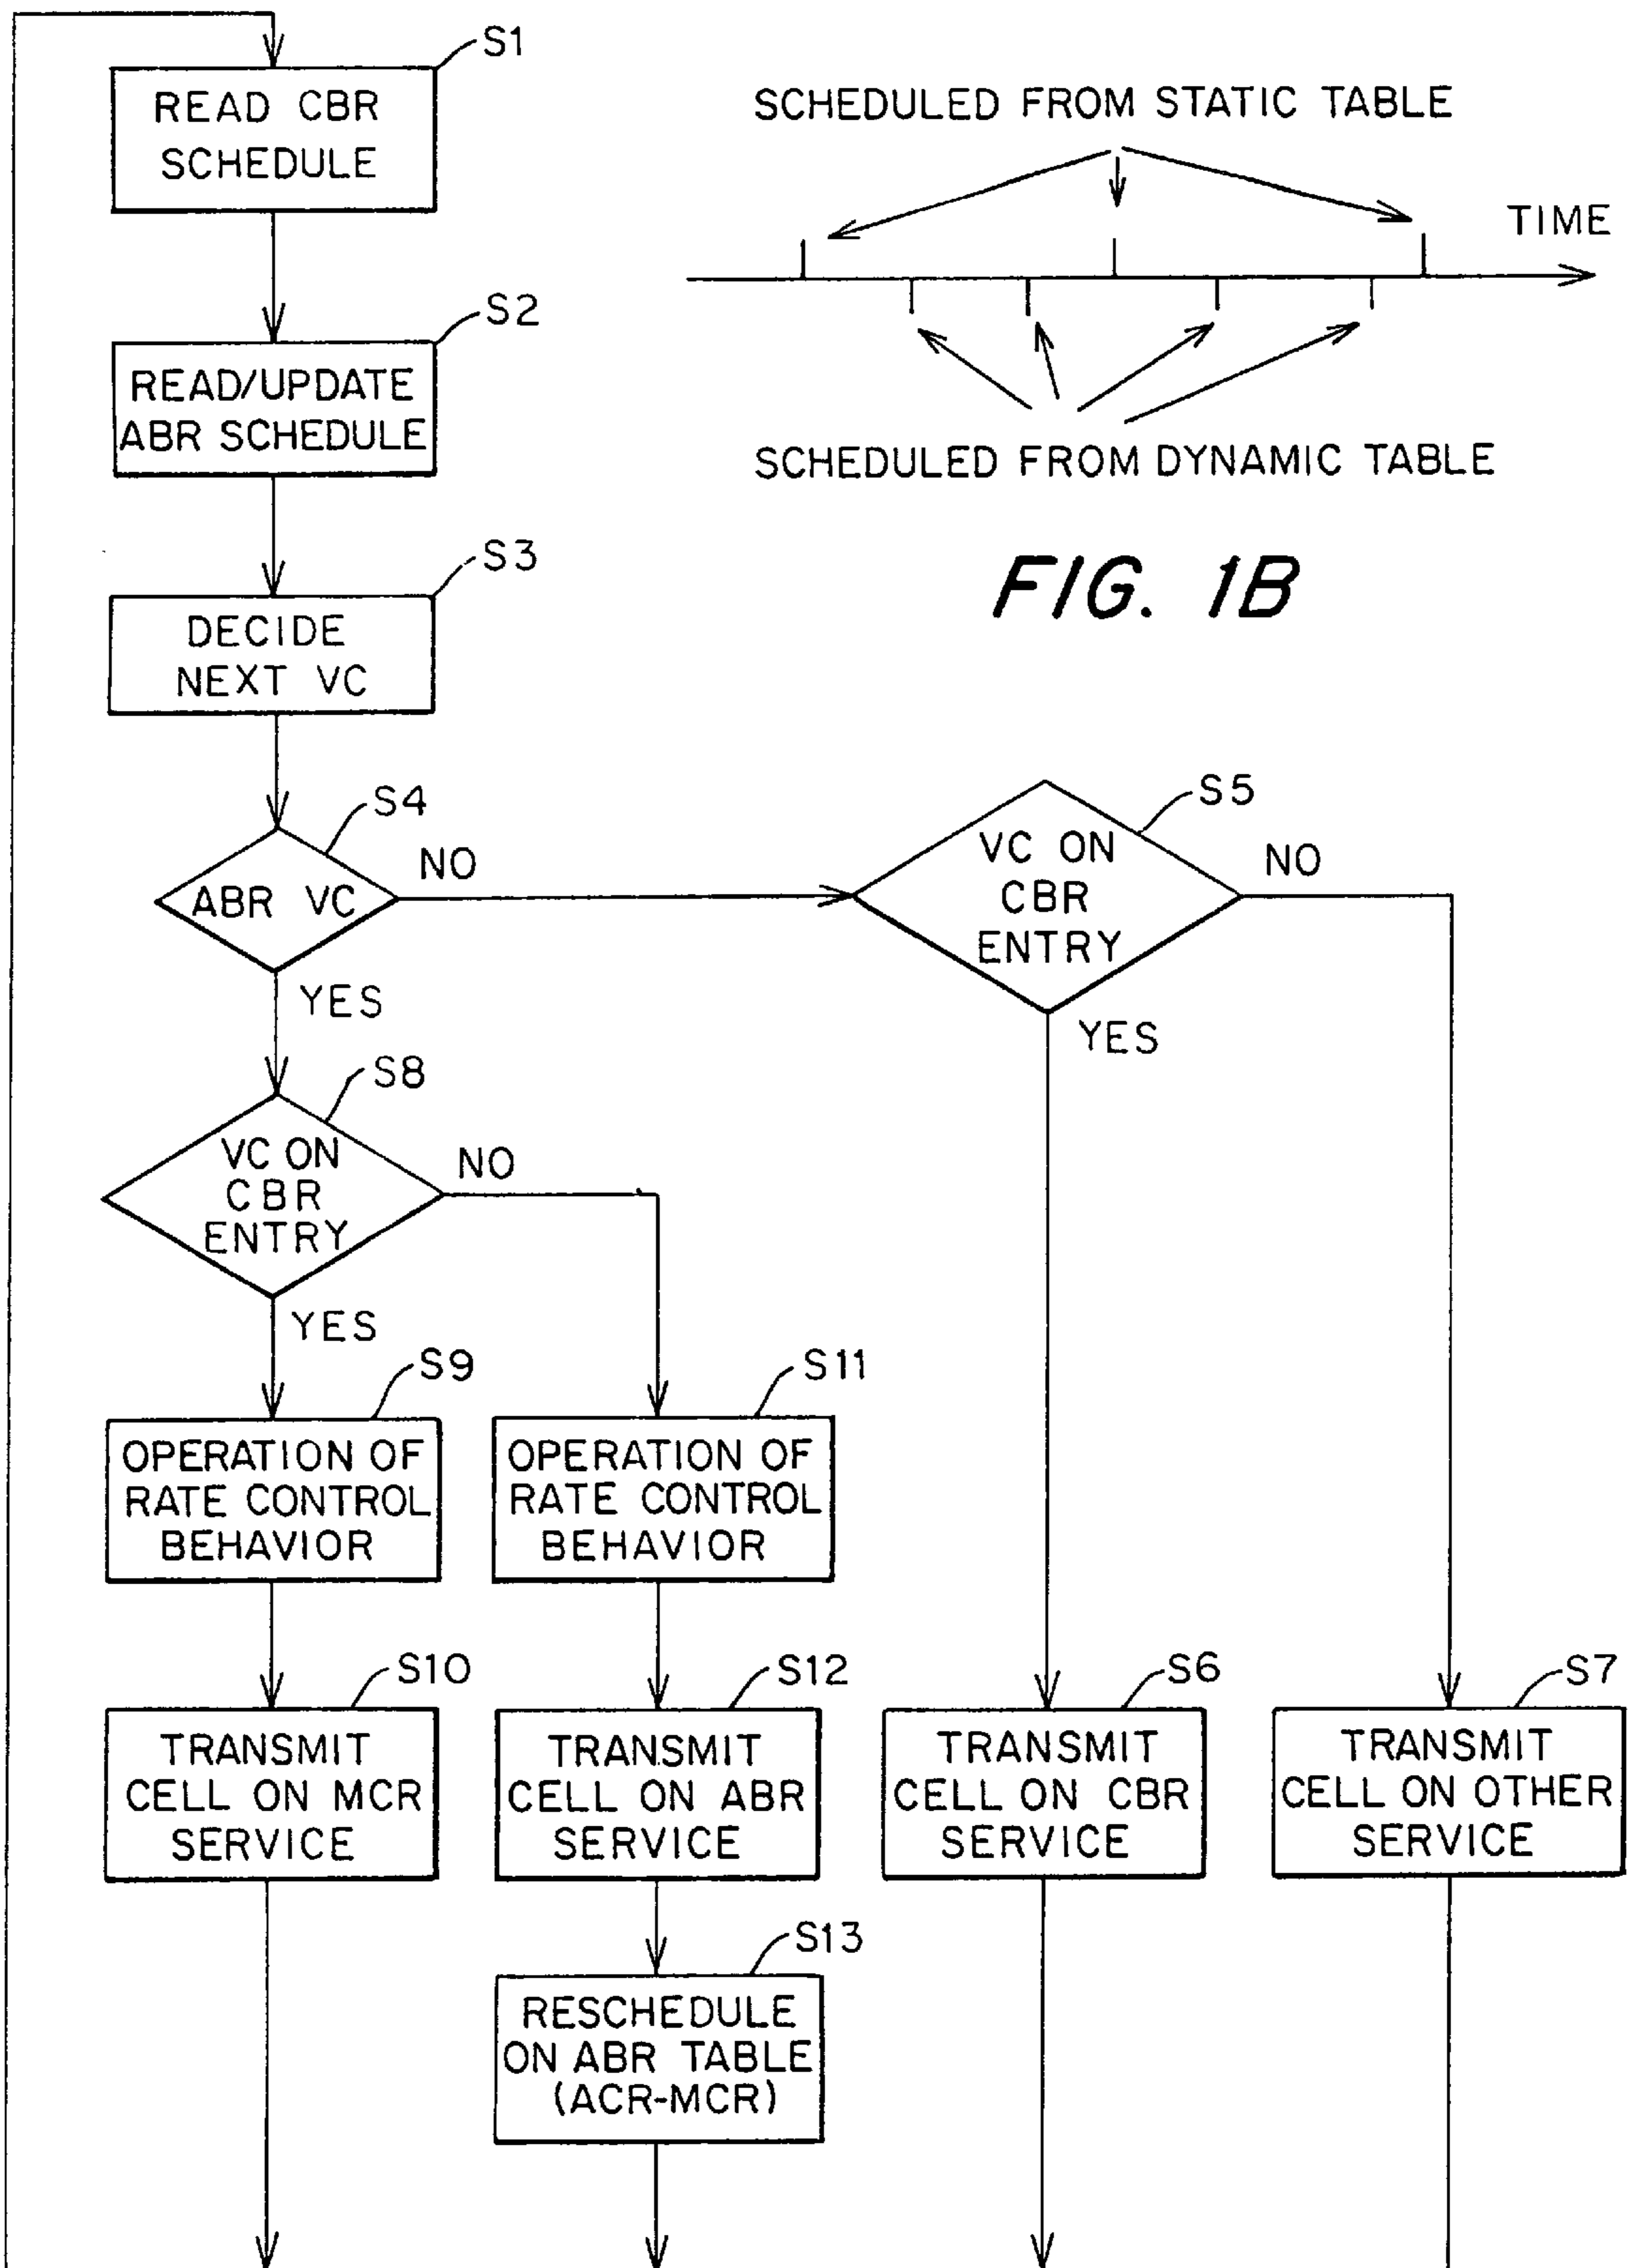 S1
READ CBR
SCHEDULE
SCHEDULED FROM STATIC TABLE
TIME
SCHEDULED FROM DYNAMIC TABLE
FIG. 1B
S2
READ/UPDATE
ABR SCHEDULE
S3
DECIDE
NEXT VC
S4
ABR VC
NO
YES
S5
VC ON
CBR
ENTRY
NO
YES
S8
VC ON
CBR
ENTRY
NO
YES
S9
OPERATION OF
RATE CONTROL
BEHAVIOR
S11
OPERATION OF
RATE CONTROL
BEHAVIOR
S10
TRANSMIT
CELL ON MCR
SERVICE
S12
TRANSMIT
CELL ON ABR
SERVICE
S6
TRANSMIT
CELL ON CBR
SERVICE
S7
TRANSMIT
CELL ON OTHER
SERVICE
S13
RESCHEDULE
ON ABR TABLE
(ACR-MCR)